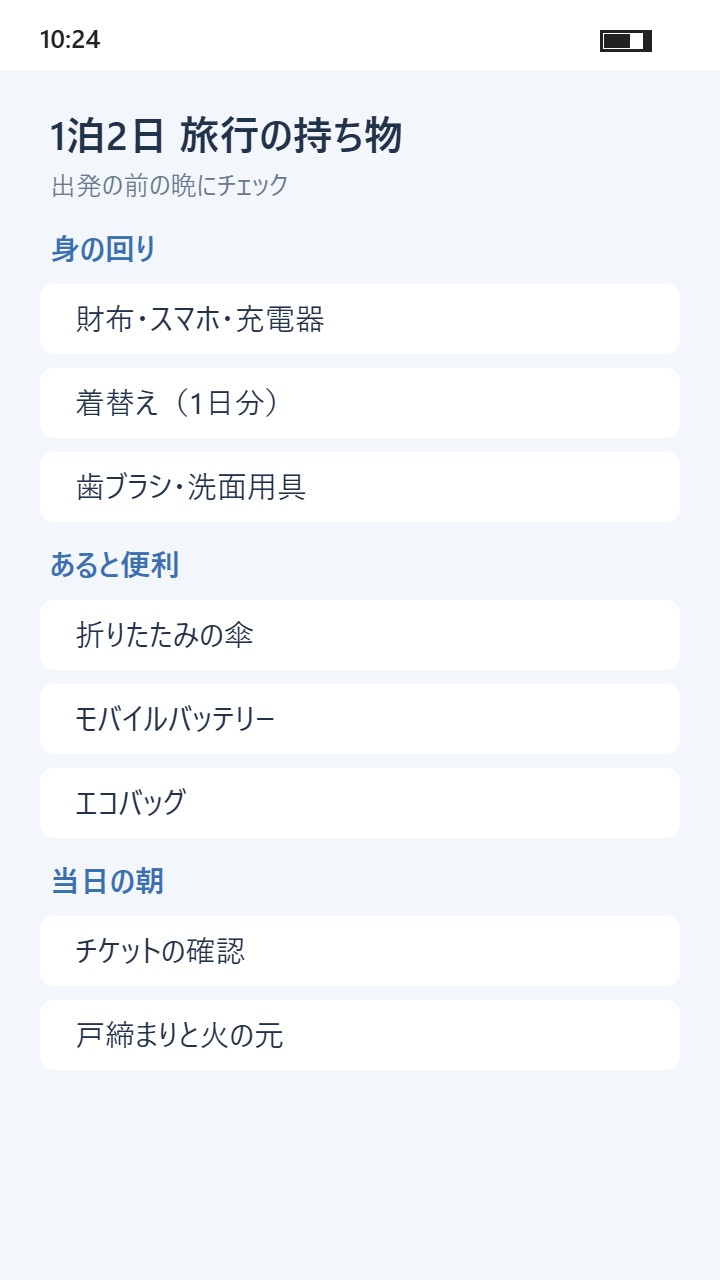 10:24
1泊2日 旅行の持ち物
出発の前の晩にチェック
身の回り
財布・スマホ・充電器
着替え（1日分）
歯ブラシ・洗面用具
あると便利
折りたたみの傘
モバイルバッテリー
エコバッグ
当日の朝
チケットの確認
戸締まりと火の元